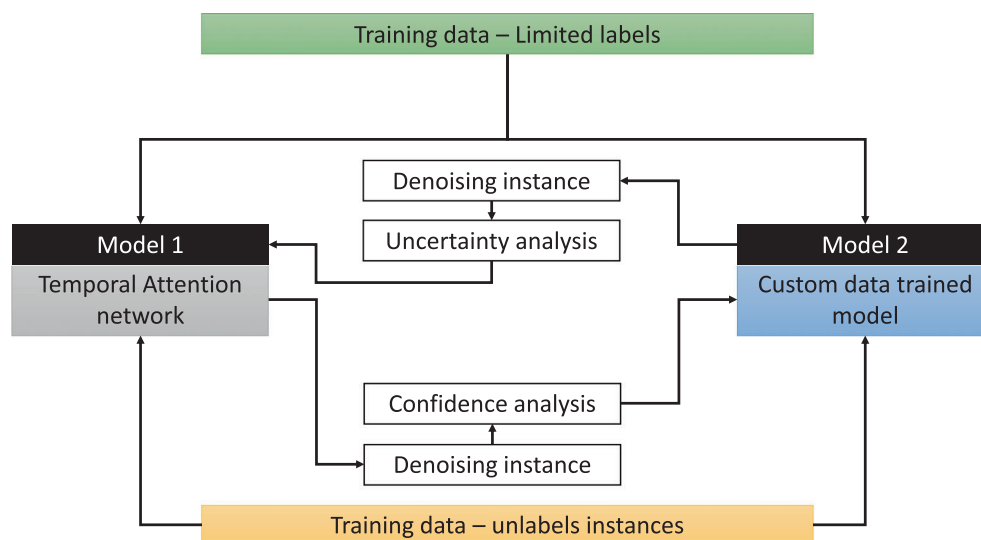 Training data – Limited labels
Denoising instance
Model 1
Uncertainty analysis
Model 2
Temporal Attention
network
Custom data trained
model
Confidence analysis
Denoising instance
Training data – unlabels instances